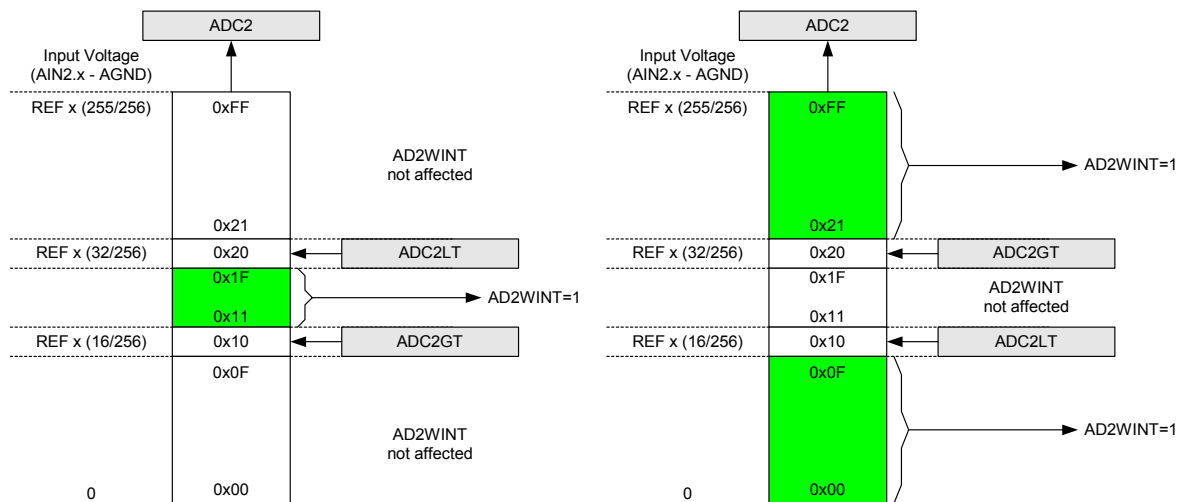 ADC2
Input Voltage
(AIN2.x - AGND)
REF x (255/256)
0xFF
AD2WINT
not affected
0x21
REF x (32/256)
0x20
ADC2LT
0x1F
AD2WINT=1
0x11
REF x (16/256)
0x10
ADC2GT
0x0F
AD2WINT
not affected
0
0x00
ADC2
Input Voltage
(AIN2.x - AGND)
REF x (255/256)
0xFF
AD2WINT=1
0x21
REF x (32/256)
0x20
ADC2GT
0x1F
AD2WINT
not affected
0x11
REF x (16/256)
0x10
ADC2LT
0x0F
AD2WINT=1
0
0x00